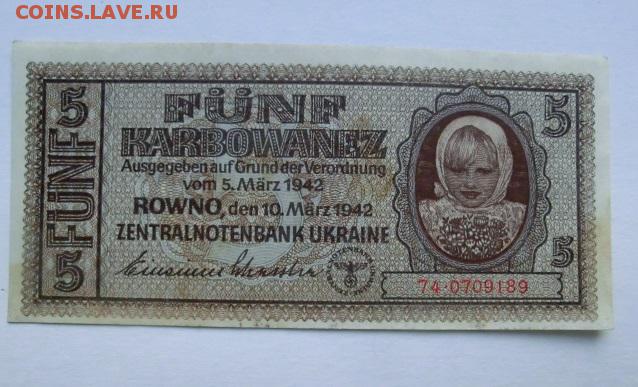 COINS.ЛАVE.RU
5 FÜNF 5
FÜNF
KARBOWANEZ
Ausgegeben auf Grund der Verordnung
vom 5. März 1942
ROWNO, den 10. März 1942
ZENTRALNOTENBANK UKRAINE
5
5
74·0709189